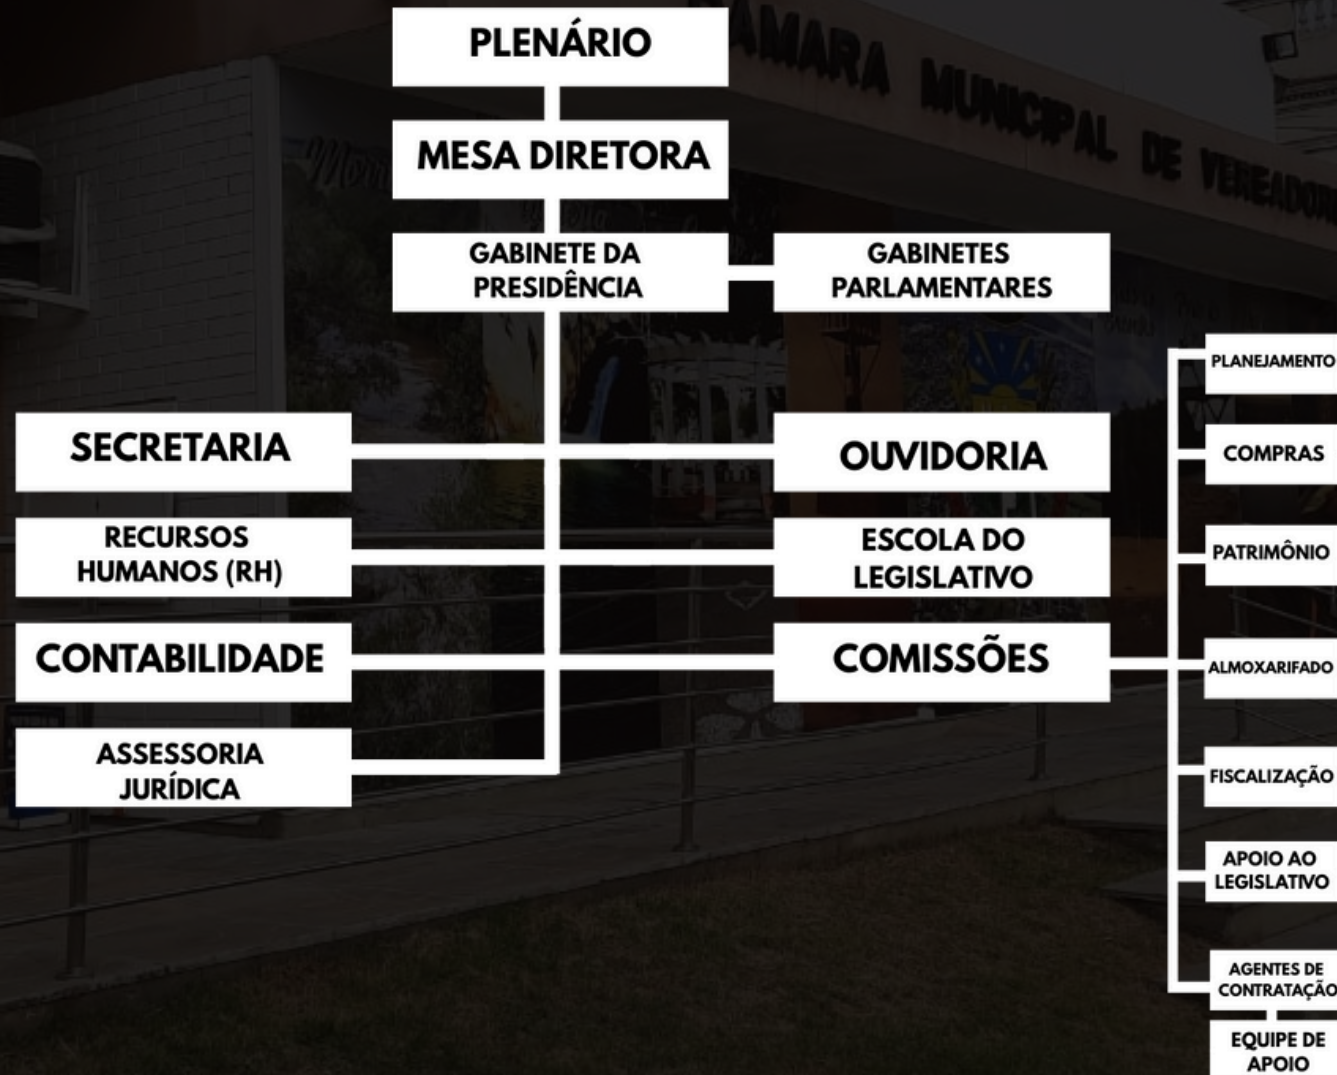 PLENÁRIO
CÂMARA MUNICIPAL DE VEREADORES
MESA DIRETORA
GABINETE DA
PRESIDÊNCIA
GABINETES
PARLAMENTARES
PLANEJAMENTO
SECRETARIA
OUVIDORIA
COMPRAS
RECURSOS
HUMANOS (RH)
ESCOLA DO
LEGISLATIVO
PATRIMÔNIO
CONTABILIDADE
COMISSÕES
ALMOXARIFADO
ASSESSORIA
JURÍDICA
FISCALIZAÇÃO
APOIO AO
LEGISLATIVO
AGENTES DE
CONTRATAÇÃO
EQUIPE DE
APOIO